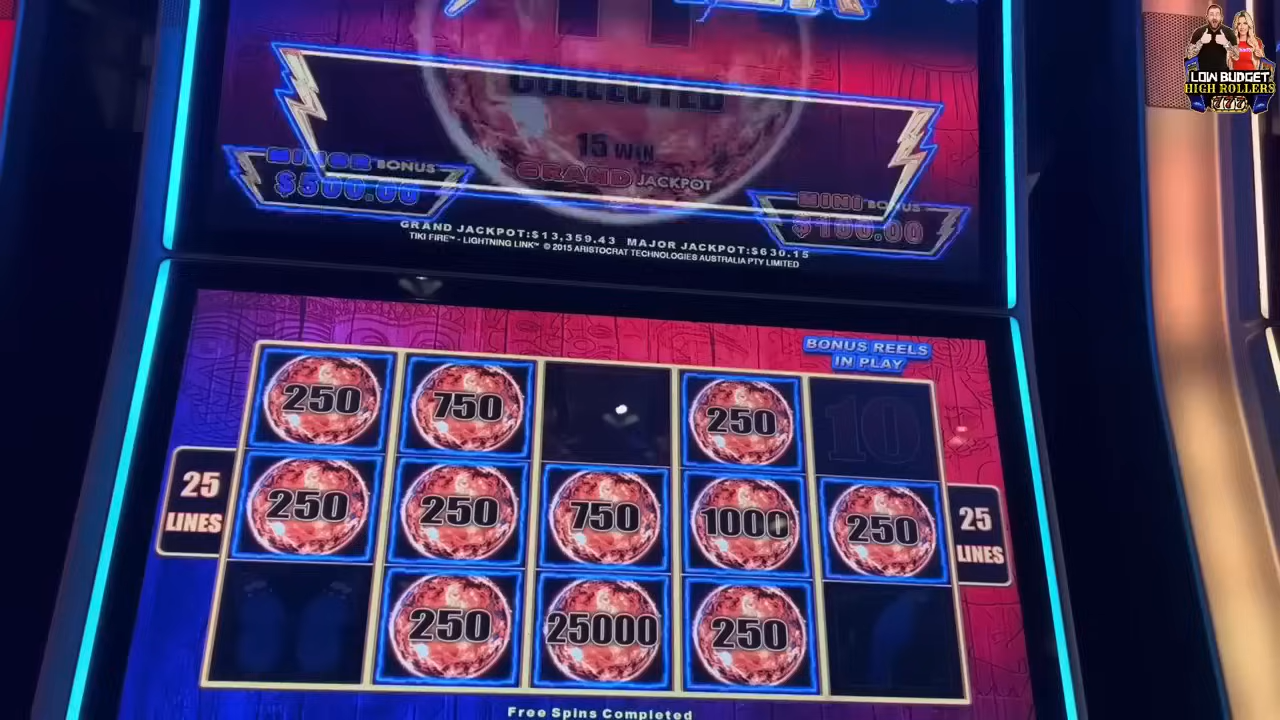 LOW BUDGET
HIGH ROLLERS
777
COLLECTED
15 WIN
GRAND JACKPOT
MINOR BONUS
$500.00
MINI BONUS
$100.00
GRAND JACKPOT:$13,359.43 MAJOR JACKPOT:$630.15
TIKI FIRE™ - LIGHTNING LINK™ © 2015 ARISTOCRAT TECHNOLOGIES AUSTRALIA PTY LIMITED
BONUS REELS
IN PLAY
250 750 250 10
25
LINES
250 250 750 1000 250
25
LINES
250 25000 250
Free Spins Completed